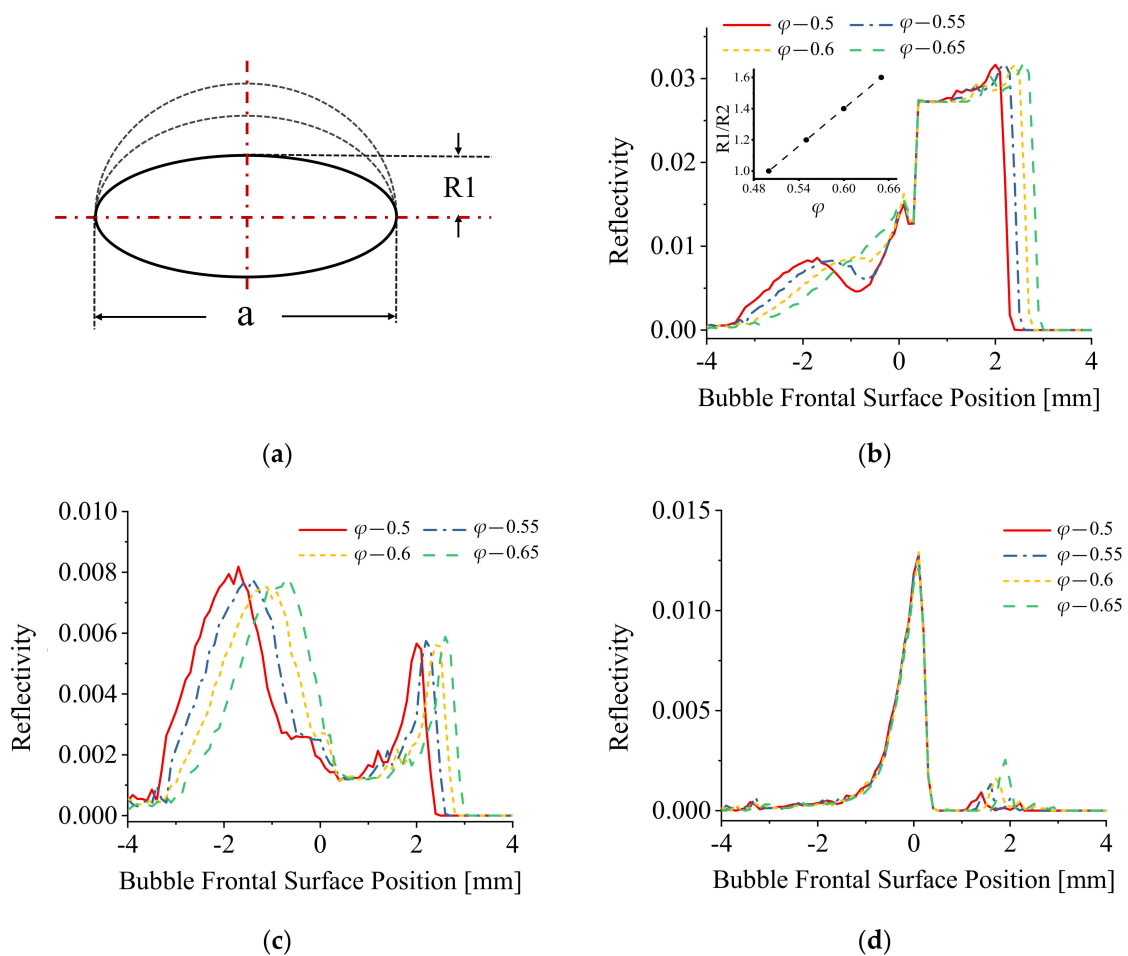 R1
a
(a)
φ—0.5 φ—0.55
φ—0.6 φ—0.65
Reflectivity
0.03
0.02
0.01
0.00
-4 -2 0 2 4
Bubble Frontal Surface Position [mm]
R1/R2
1.6
1.4
1.2
1.0
0.48 0.54 0.60 0.66
φ
(b)
φ—0.5 φ—0.55
φ—0.6 φ—0.65
Reflectivity
0.010
0.008
0.006
0.004
0.002
0.000
-4 -2 0 2 4
Bubble Frontal Surface Position [mm]
(c)
φ—0.5
φ—0.55
φ—0.6
φ—0.65
Reflectivity
0.015
0.010
0.005
0.000
-4 -2 0 2 4
Bubble Frontal Surface Position [mm]
(d)